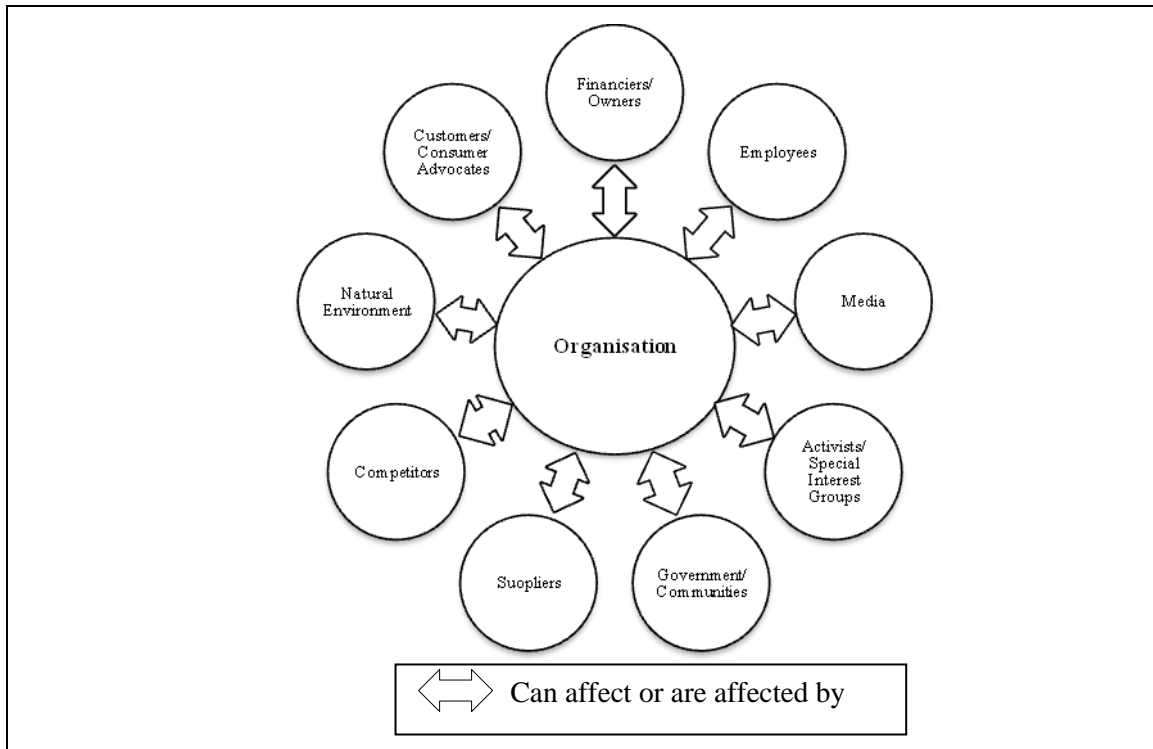 Financiers/
Owners
Employees
Media
Activists/
Special
Interest
Groups
Government/
Communities
Suopliers
Competitors
Natural
Environment
Customers/
Consumer
Advocates
Organisation
Can affect or are affected by